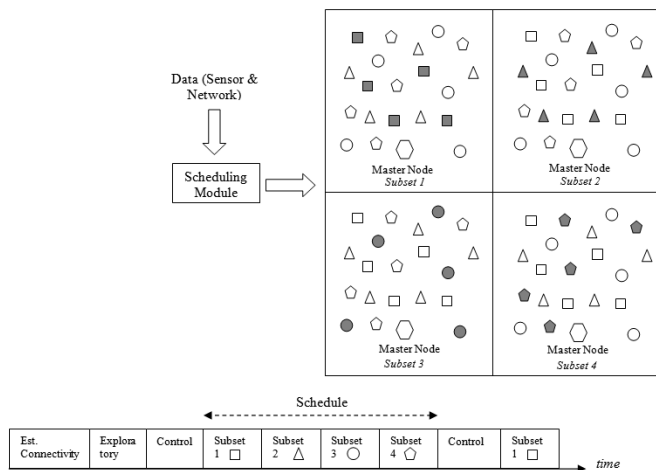 Data (Sensor &
Network)
Scheduling
Module
Master Node
Subset 1
Master Node
Subset 2
Master Node
Subset 3
Master Node
Subset 4
Schedule
Est.
Connectivity
Explora
tory
Control
Subset
1
Subset
2
Subset
3
Subset
4
Control
Subset
1
time